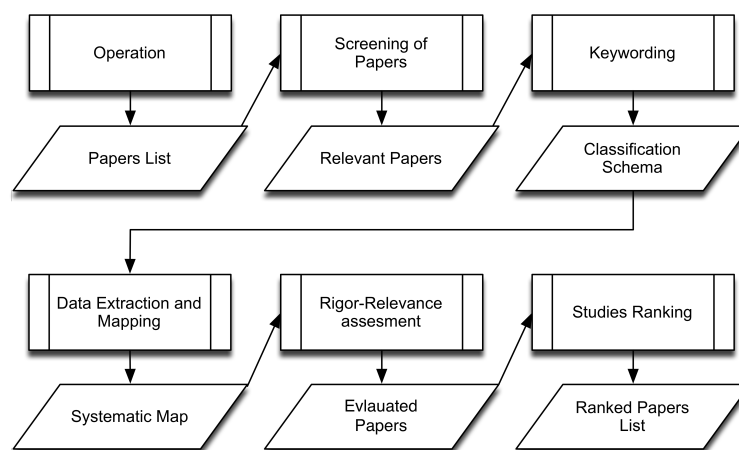 Operation
Screening of
Papers
Keywording
Papers List
Relevant Papers
Classification
Schema
Data Extraction and
Mapping
Rigor-Relevance
assesment
Studies Ranking
Systematic Map
Evlauated
Papers
Ranked Papers
List